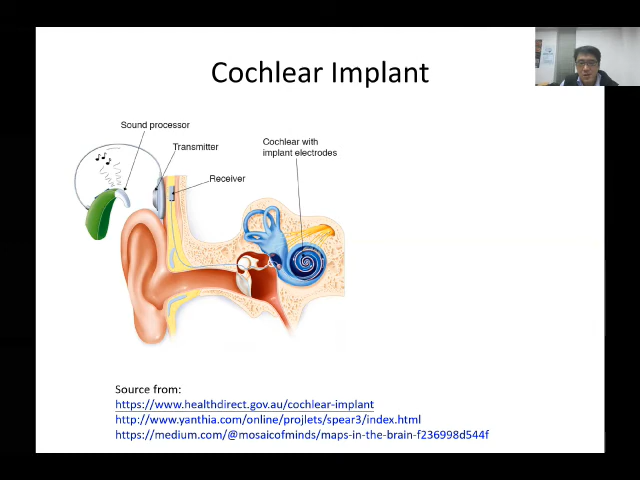 Cochlear Implant
Sound processor
Transmitter
Receiver
Cochlear with
implant electrodes
Source from:
https://www.healthdirect.gov.au/cochlear-implant
http://www.yanthia.com/online/projlets/spear3/index.html
https://medium.com/@mosaicofminds/maps-in-the-brain-f236998d544f